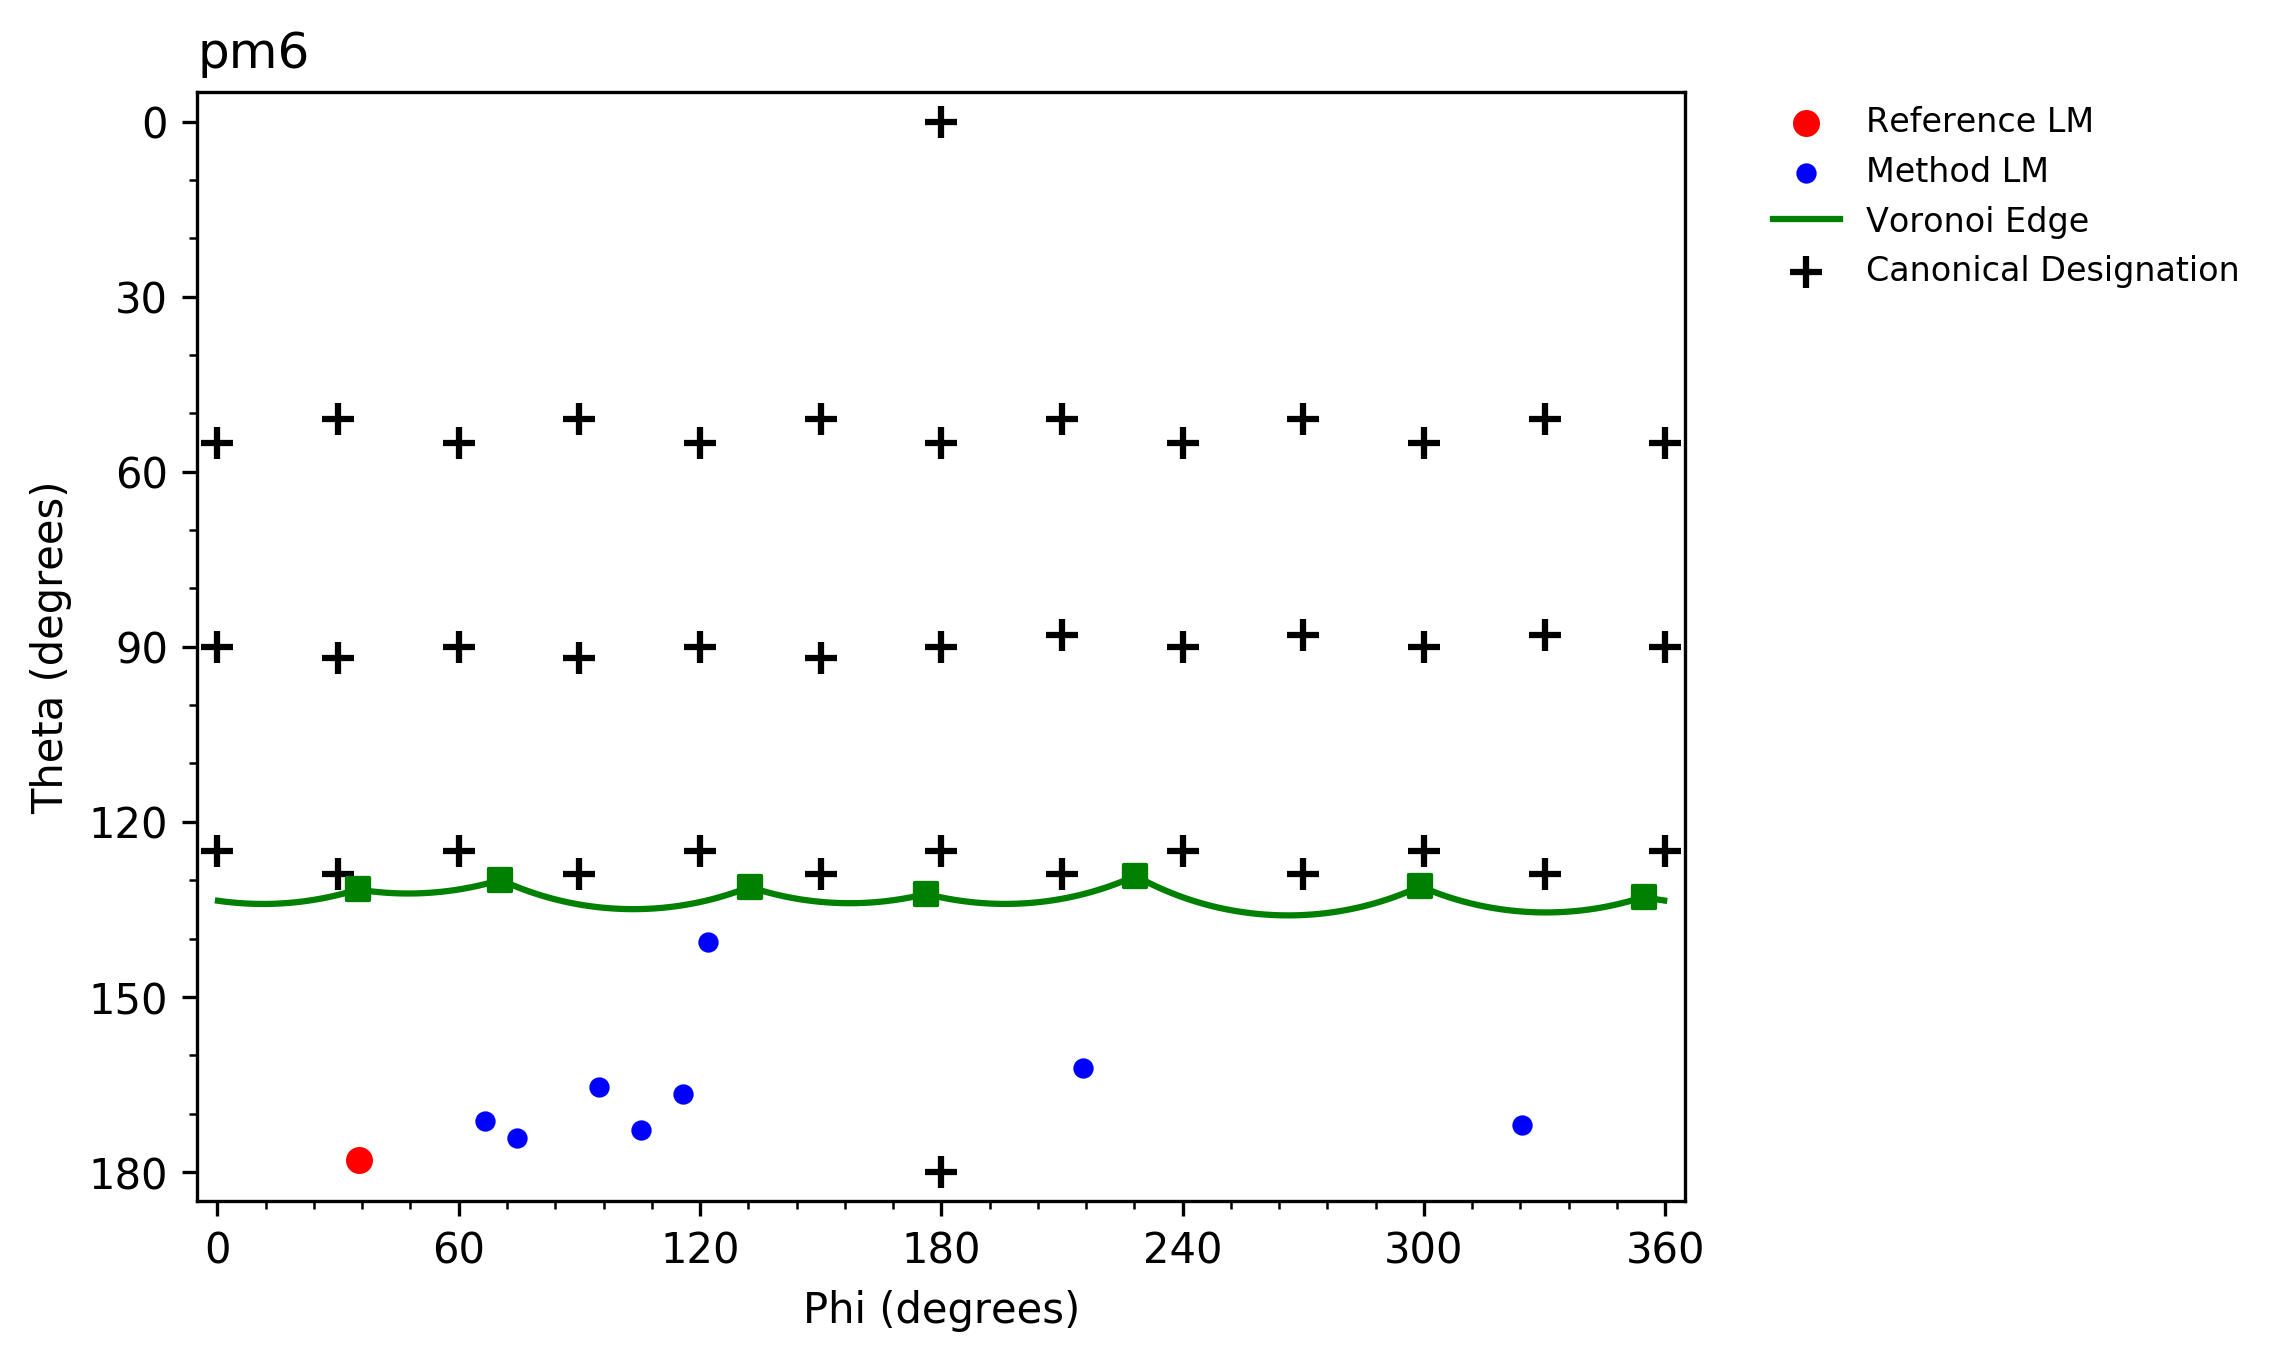 pm6
Reference LM
Method LM
Voronoi Edge
Canonical Designation
Theta (degrees)
0
30
60
90
120
150
180
0 60 120 180 240 300 360
Phi (degrees)